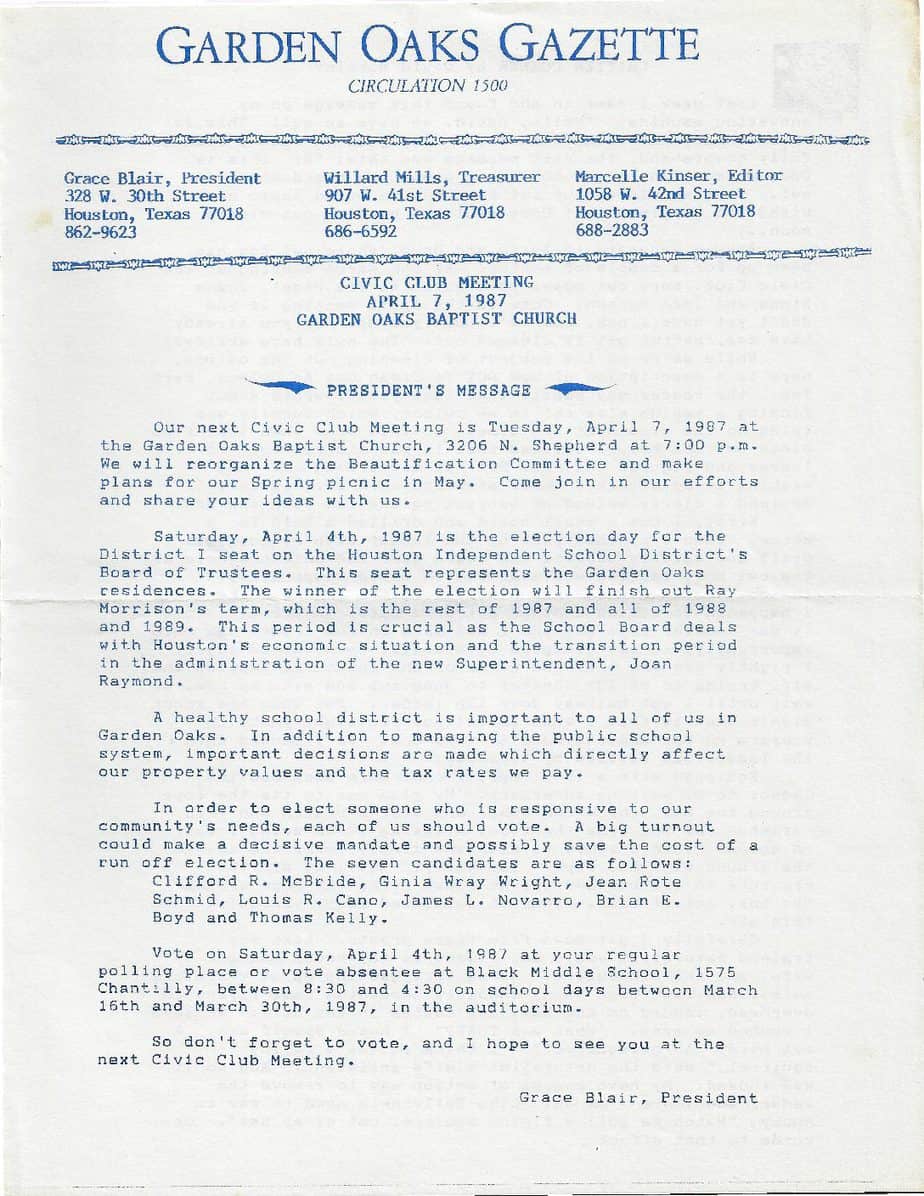 GARDEN OAKS GAZETTE
CIRCULATION 1500
Grace Blair, President
328 W. 30th Street
Houston, Texas 77018
862-9623
Willard Mills, Treasurer
907 W. 41st Street
Houston, Texas 77018
686-6592
Marcelle Kinser, Editor
1058 W. 42nd Street
Houston, Texas 77018
688-2883
CIVIC CLUB MEETING
APRIL 7, 1987
GARDEN OAKS BAPTIST CHURCH
PRESIDENT'S MESSAGE
Our next Civic Club Meeting is Tuesday, April 7, 1987 at
the Garden Oaks Baptist Church, 3206 N. Shepherd at 7:00 p.m.
We will reorganize the Beautification Committee and make
plans for our Spring picnic in May. Come join in our efforts
and share your ideas with us.
Saturday, April 4th, 1987 is the election day for the
District I seat on the Houston Independent School District's
Board of Trustees. This seat represents the Garden Oaks
residences. The winner of the election will finish out Ray
Morrison's term, which is the rest of 1987 and all of 1988
and 1989. This period is crucial as the School Board deals
with Houston's economic situation and the transition period
in the administration of the new Superintendent, Joan
Raymond.
A healthy school district is important to all of us in
Garden Oaks. In addition to managing the public school
system, important decisions are made which directly affect
our property values and the tax rates we pay.
In order to elect someone who is responsive to our
community's needs, each of us should vote. A big turnout
could make a decisive mandate and possibly save the cost of a
run off election. The seven candidates are as follows:
Clifford R. McBride, Ginia Wray Wright, Jean Rote
Schmid, Louis R. Cano, James L. Novarro, Brian E.
Boyd and Thomas Kelly.
Vote on Saturday, April 4th, 1987 at your regular
polling place or vote absentee at Black Middle School, 1575
Chantilly, between 8:30 and 4:30 on school days between March
16th and March 30th, 1987, in the auditorium.
So don't forget to vote, and I hope to see you at the
next Civic Club Meeting.
Grace Blair, President